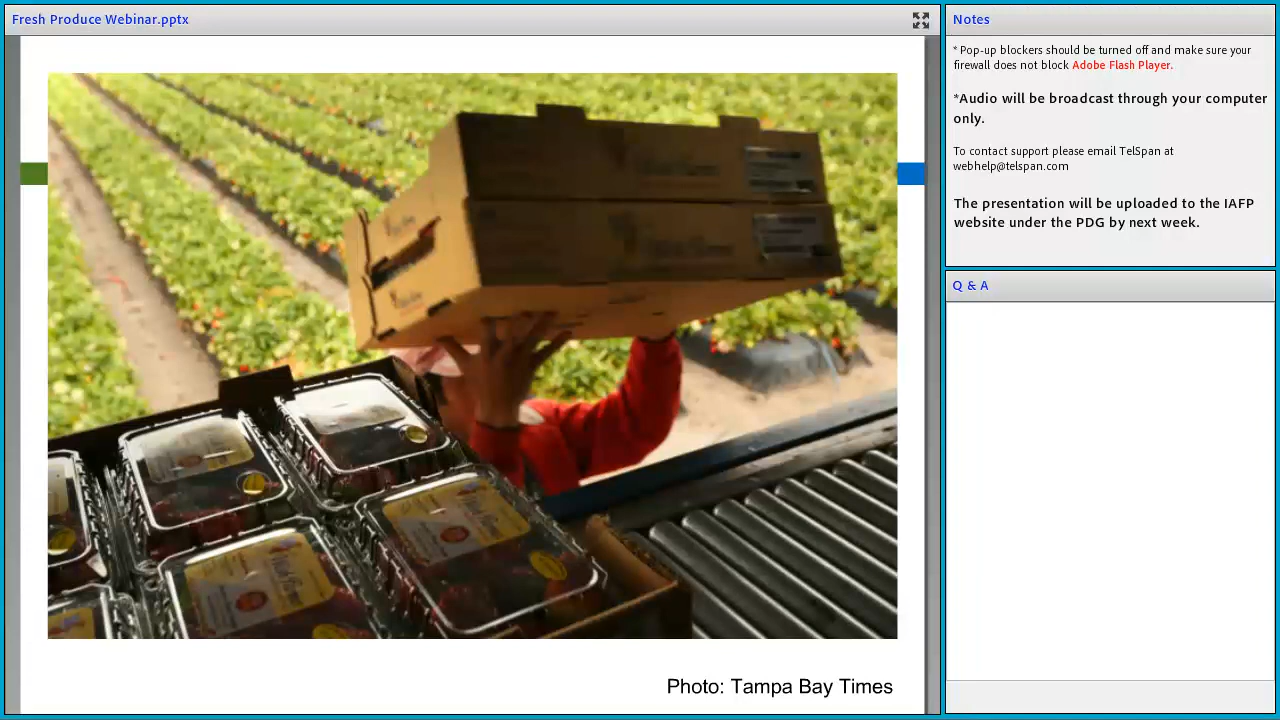 Fresh Produce Webinar.pptx
Notes
* Pop-up blockers should be turned off and make sure your
firewall does not block Adobe Flash Player.
*Audio will be broadcast through your computer
only.
To contact support please email TelSpan at
webhelp@telspan.com
The presentation will be uploaded to the IAFP
website under the PDG by next week.
Q & A
Photo: Tampa Bay Times